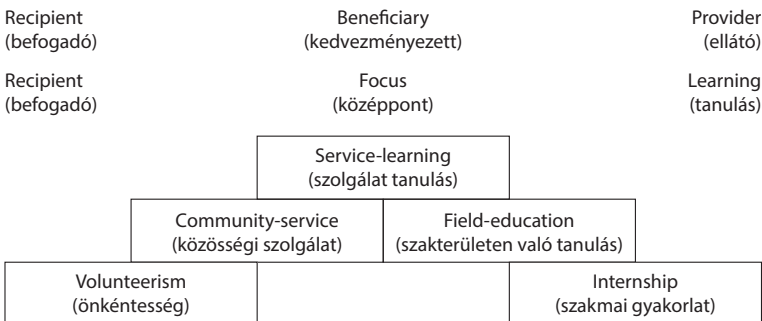 Recipient Beneficiary Provider
(befogadó) (kedvezményezett) (ellátó)
Recipient Focus Learning
(befogadó) (középpont) (tanulás)
Service-learning
(szolgálat tanulás)
Community-service Field-education
(közösségi szolgálat) (szakterületen való tanulás)
Volunteerism Internship
(önkéntesség) (szakmai gyakorlat)